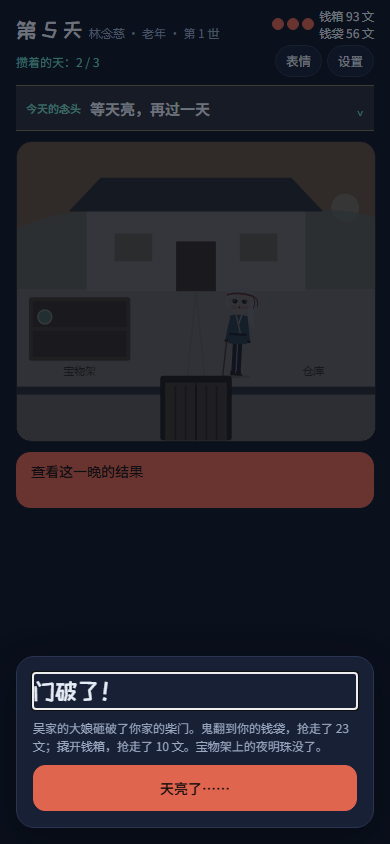 第 5 天 林念慈 · 老年 · 第 1 世
钱箱 93 文
钱袋 56 文
攒着的天：2 / 3
表情
设置
今天的念头 等天亮，再过一天
宝物架
仓库
查看这一晚的结果
门破了！
吴家的大娘砸破了你家的柴门。鬼翻到你的钱袋，抢走了 23
文；撬开钱箱，抢走了 10 文。宝物架上的夜明珠没了。
天亮了……